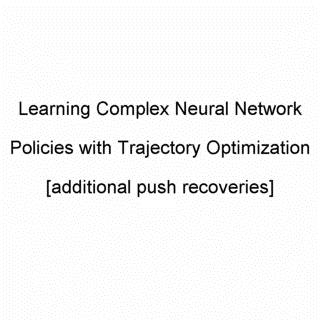 Learning Complex Neural Network
Policies with Trajectory Optimization
[additional push recoveries]